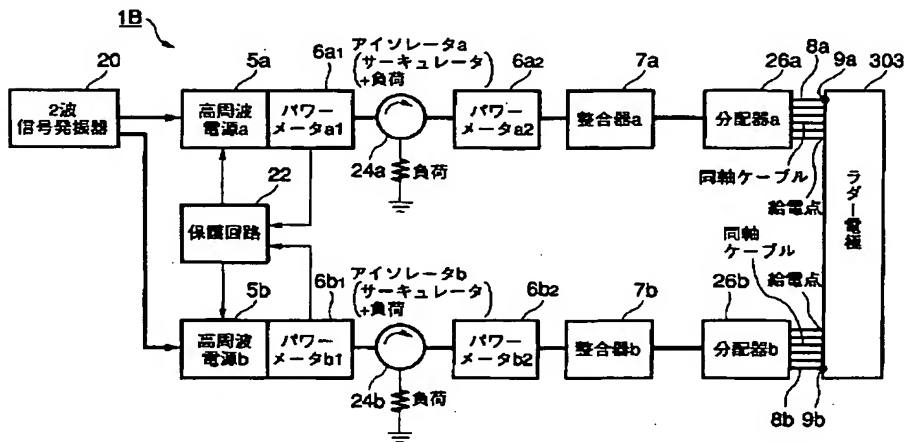 1B
20
2波
信号発振器
5a
高周波
電源a
6a1
パワー
メータa1
アイソレータa
(サーキュレータ
+負荷)
24a
負荷
6a2
パワー
メータa2
7a
整合器a
26a
分配器a
8a
9a
303
同軸ケーブル
給電点
ラダー電極
22
保護回路
5b
高周波
電源b
6b1
パワー
メータb1
アイソレータb
(サーキュレータ
+負荷)
24b
負荷
6b2
パワー
メータb2
7b
整合器b
26b
分配器b
同軸
ケーブル
給電点
8b
9b